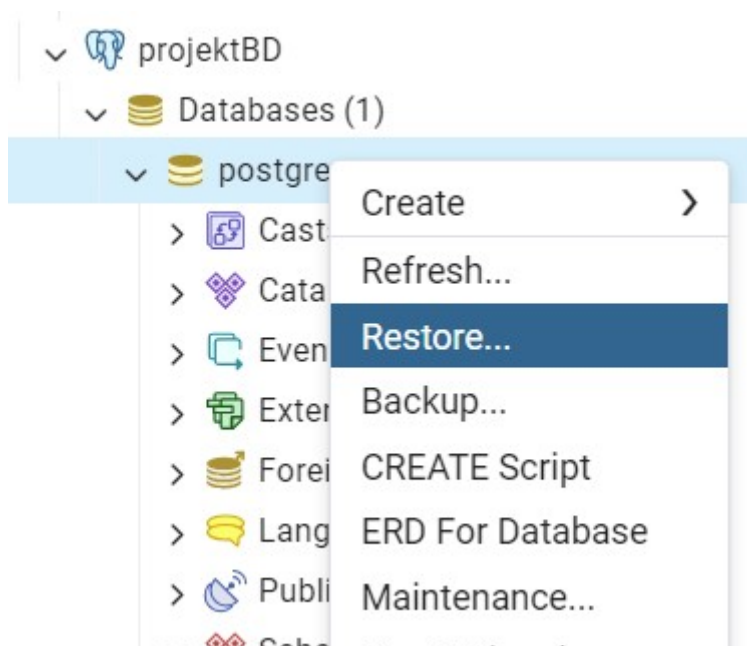 projektBD
Databases (1)
postgre
Create
Cast
Refresh...
Cata
Restore...
Even
Backup...
Exter
CREATE Script
Forei
ERD For Database
Lang
Maintenance...
Publi